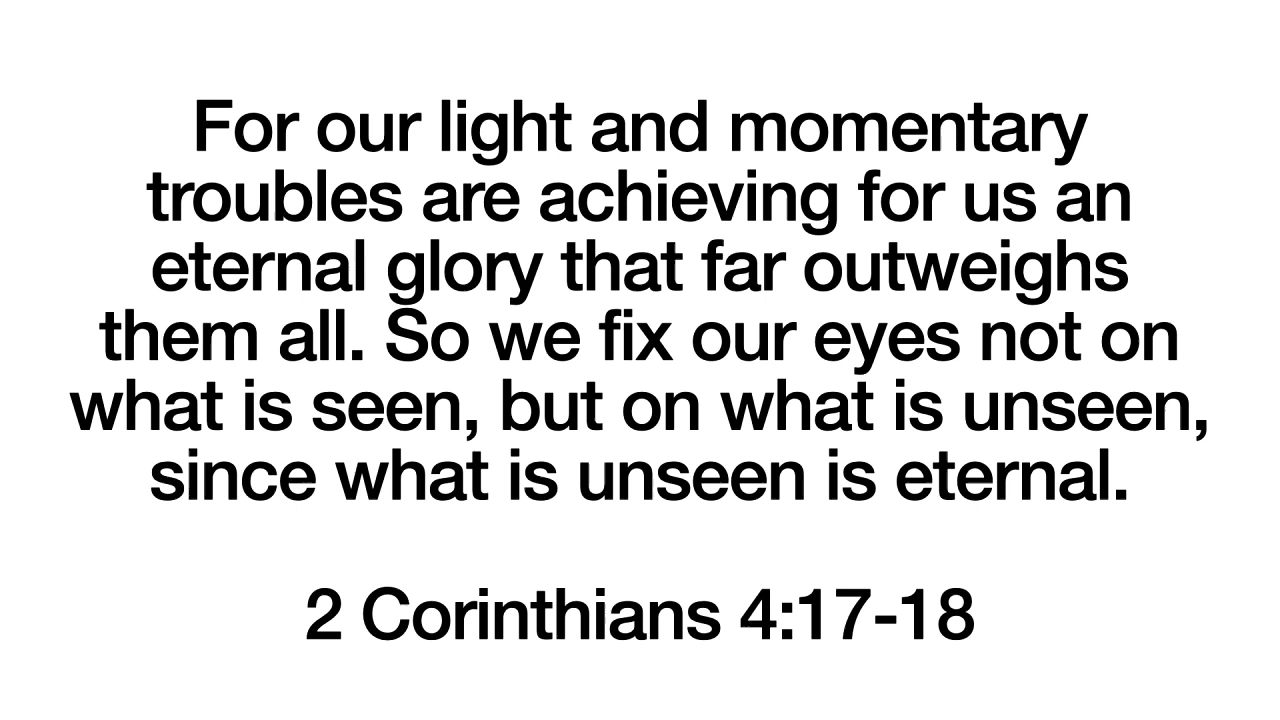 For our light and momentary
troubles are achieving for us an
eternal glory that far outweighs
them all. So we fix our eyes not on
what is seen, but on what is unseen,
since what is unseen is eternal.
2 Corinthians 4:17-18